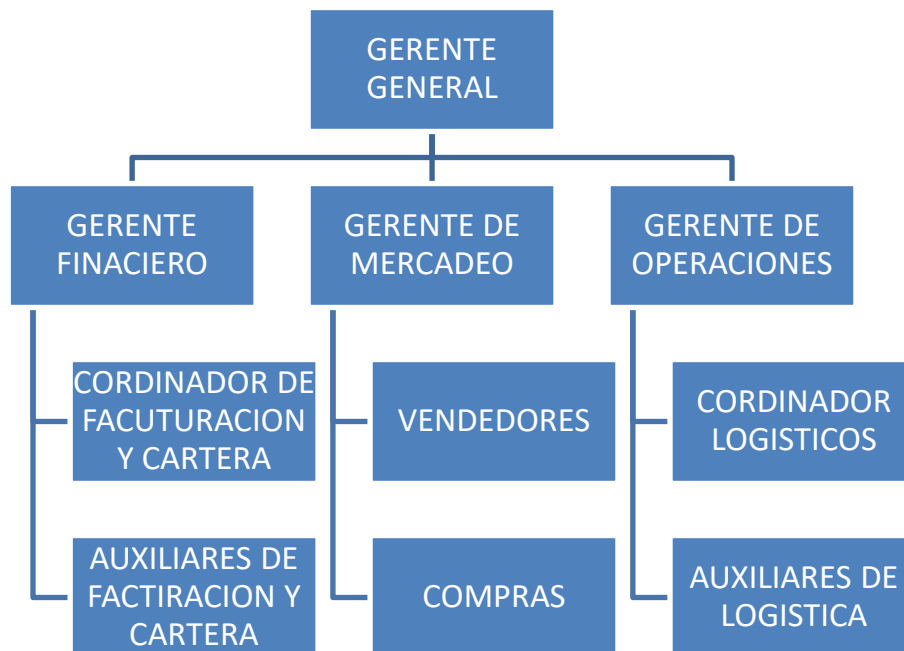 GERENTE
GENERAL
GERENTE
FINACIERO
GERENTE DE
MERCADEO
GERENTE DE
OPERACIONES
CORDINADOR DE
FACUTURACION
Y CARTERA
VENDEDORES
CORDINADOR
LOGISTICOS
AUXILIARES DE
FACTIRACION Y
CARTERA
COMPRAS
AUXILIARES DE
LOGISTICA